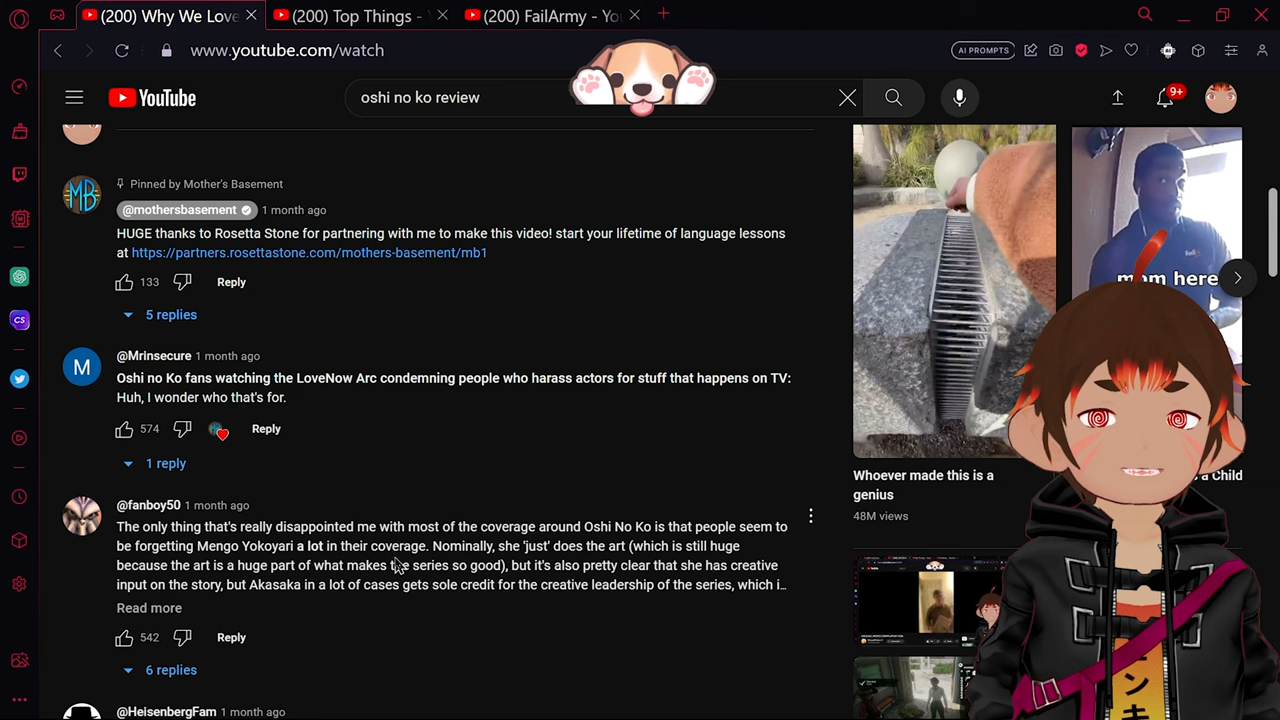 (200) Why We Love
(200) Top Things -
(200) FailArmy - You
www.youtube.com/watch
AI PROMPTS
YouTube
oshi no ko review
9+
Pinned by Mother's Basement
MB
@mothersbasement 1 month ago
HUGE thanks to Rosetta Stone for partnering with me to make this video! start your lifetime of language lessons
at https://partners.rosettastone.com/mothers-basement/mb1
133 Reply
5 replies
M
@Mrinsecure 1 month ago
Oshi no Ko fans watching the LoveNow Arc condemning people who harass actors for stuff that happens on TV:
Huh, I wonder who that's for.
574 Reply
1 reply
@fanboy50 1 month ago
The only thing that's really disappointed me with most of the coverage around Oshi No Ko is that people seem to
be forgetting Mengo Yokoyari a lot in their coverage. Nominally, she 'just' does the art (which is still huge
because the art is a huge part of what makes the series so good), but it's also pretty clear that she has creative
input on the story, but Akasaka in a lot of cases gets sole credit for the creative leadership of the series, which i...
Read more
542 Reply
6 replies
@HeisenbergFam 1 month ago
CS
FedEx
mom here
Whoever made this is a
genius
48M views
a Child
ンキ